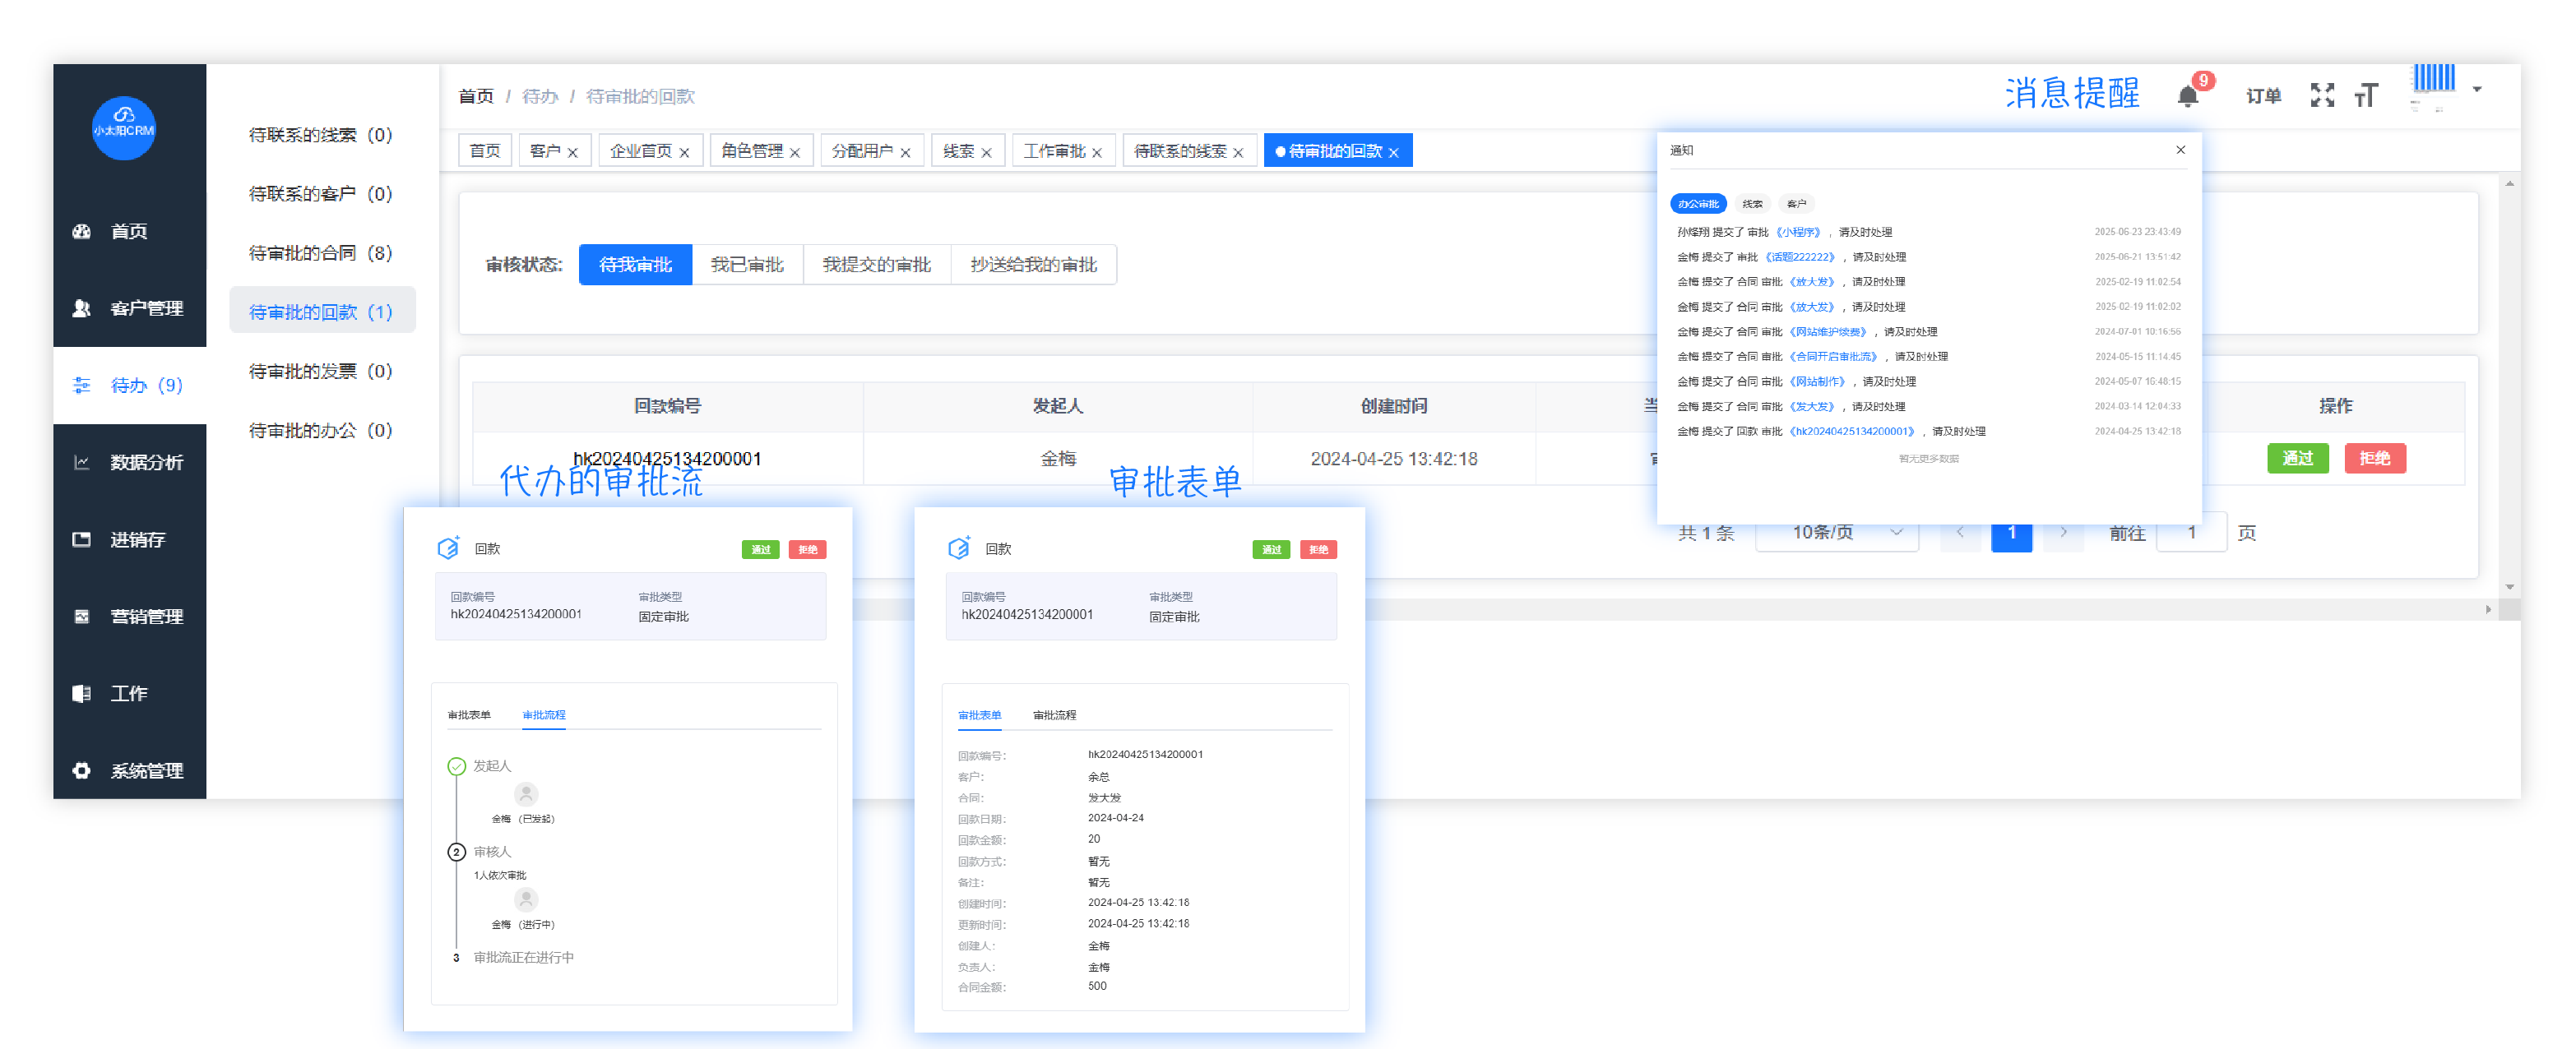 小太阳CRM
首页
客户管理
待办 (9)
数据分析
进销存
营销管理
工作
系统管理
待联系的线索 (0)
待联系的客户 (0)
待审批的合同 (8)
待审批的回款 (1)
待审批的发票 (0)
待审批的办公 (0)
首页 / 待办 / 待审批的回款
消息提醒
9
订单
首页 客户 × 企业首页 × 角色管理 × 分配用户 × 线索 × 工作审批 × 待联系的线索 × 待审批的回款 ×
审核状态: 待我审批 我已审批 我提交的审批 抄送给我的审批
回款编号 发起人 创建时间 当 操作
hk20240425134200001 金梅 2024-04-25 13:42:18 通过 拒绝
共 1 条 10条/页 1 前往 1 页
通知
办公审批 线索 客户
孙烽翔 提交了 审批 《小程序》 ，请及时处理 2025-06-23 23:43:49
金梅 提交了 审批 《话题222222》 ，请及时处理 2025-06-21 13:51:42
金梅 提交了 合同 审批 《放大发》 ，请及时处理 2025-02-19 11:02:54
金梅 提交了 合同 审批 《放大发》 ，请及时处理 2025-02-19 11:02:02
金梅 提交了 合同 审批 《网站维护续费》 ，请及时处理 2024-07-01 10:16:56
金梅 提交了 合同 审批 《合同开启审批流》 ，请及时处理 2024-05-15 11:14:45
金梅 提交了 合同 审批 《网站制作》 ，请及时处理 2024-05-07 16:48:15
金梅 提交了 合同 审批 《发大发》 ，请及时处理 2024-03-14 12:04:33
金梅 提交了 回款 审批 《hk20240425134200001》 ，请及时处理 2024-04-25 13:42:18
暂无更多数据
代办的审批流
回款 通过 拒绝
回款编号 审批类型
hk20240425134200001 固定审批
审批表单 审批流程
发起人
金梅 (已发起)
2 审核人
1人依次审批
金梅 (进行中)
3 审批流正在进行中
审批表单
回款 通过 拒绝
回款编号 审批类型
hk20240425134200001 固定审批
审批表单 审批流程
回款编号: hk20240425134200001
客户: 余总
合同: 发大发
回款日期: 2024-04-24
回款金额: 20
回款方式: 暂无
备注: 暂无
创建时间: 2024-04-25 13:42:18
更新时间: 2024-04-25 13:42:18
创建人: 金梅
负责人: 金梅
合同金额: 500